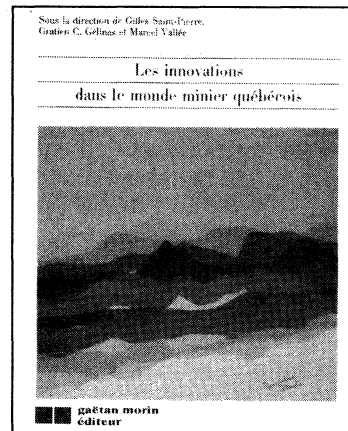 Sous la direction de Gilles Saint-Pierre,
Gratien C. Gélinas et Marcel Vallée
Les innovations
dans le monde minier québécois
gaëtan morin
éditeur